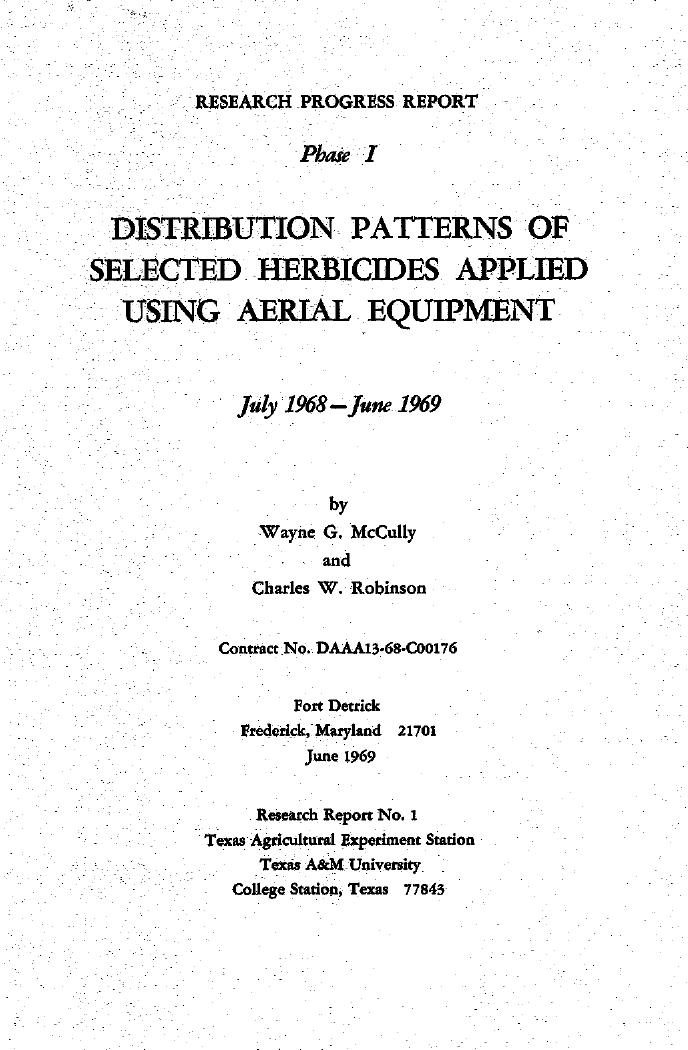 RESEARCH PROGRESS REPORT
Phase I
DISTRIBUTION PATTERNS OF
SELECTED HERBICIDES APPLIED
USING AERIAL EQUIPMENT
July 1968—June 1969
by
Wayne G. McCully
and
Charles W. Robinson
Contract No. DAAA13-68-C00176
Fort Detrick
Frederick, Maryland 21701
June 1969
Research Report No. 1
Texas Agricultural Experiment Station
Texas A&M University
College Station, Texas 77843